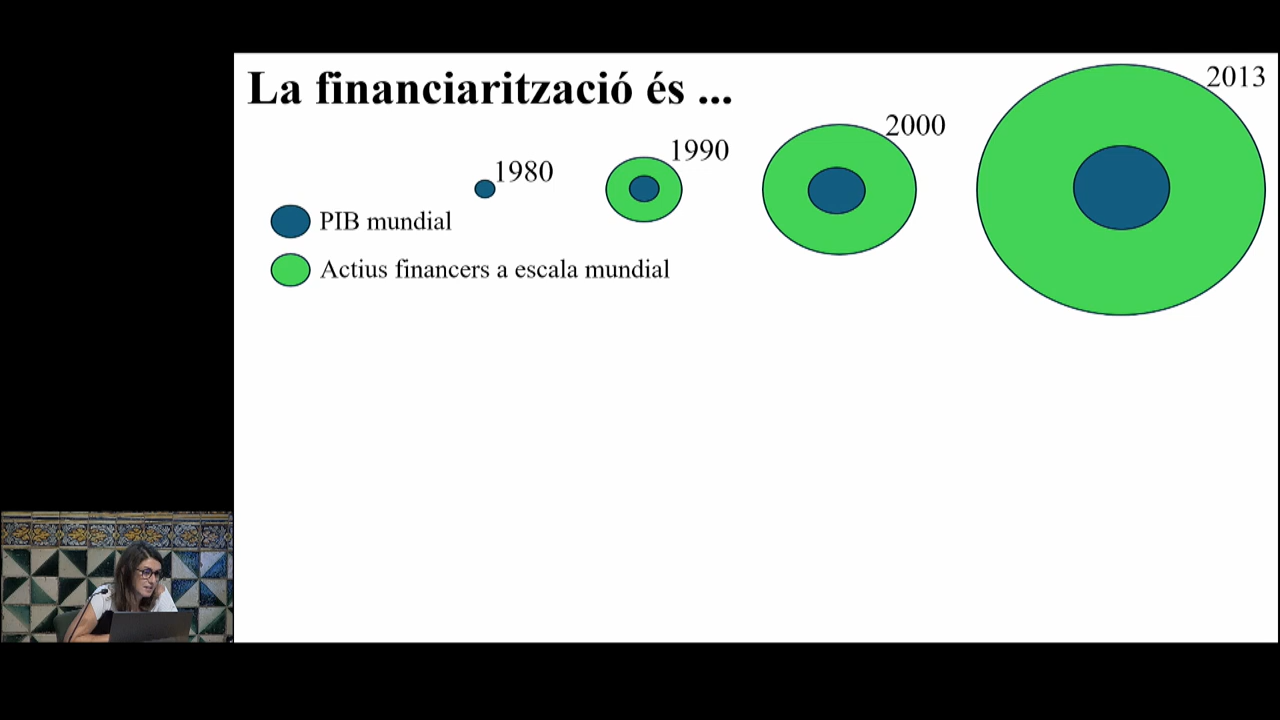 La financiarització és ...
1980
1990
2000
2013
PIB mundial
Actius financers a escala mundial